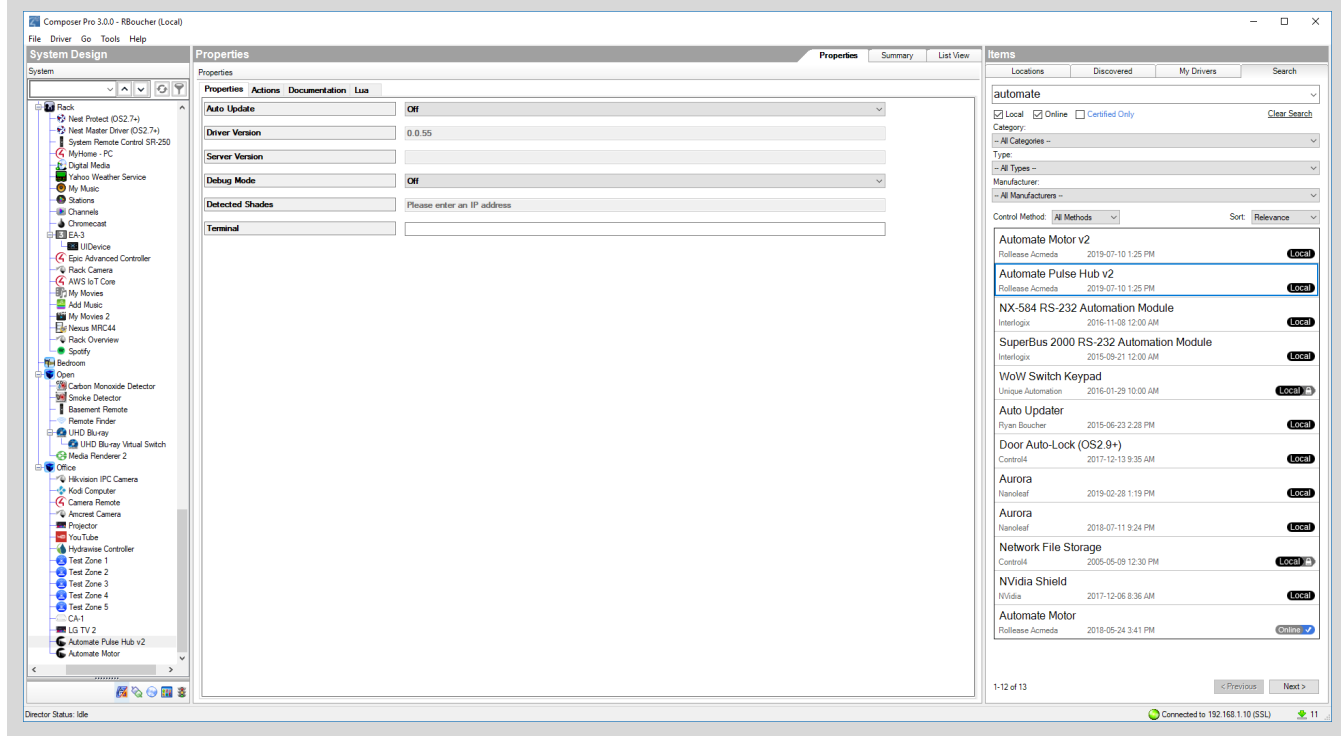 Composer Pro 3.0.0 - RBoucher (Local)
File Driver Go Tools Help
System Design
System
Rack
Nest Protect (OS2.7+)
Nest Master Driver (OS2.7+)
System Remote Control SR-250
MyHome - PC
Digital Media
Yahoo Weather Service
My Music
Stations
Channels
Chromecast
EA-3
UIDevice
Epic Advanced Controller
Rack Camera
AWS IoT Core
My Movies
Add Music
My Movies 2
Nexus MRC44
Rack Overview
Spotify
Bedroom
Open
Carbon Monoxide Detector
Smoke Detector
Basement Remote
Remote Finder
UHD Blu-ray
UHD Blu-ray Virtual Switch
Media Renderer 2
Office
Hikvision IPC Camera
Kodi Computer
Camera Remote
Amcrest Camera
Projector
YouTube
Hydrawise Controller
Test Zone 1
Test Zone 2
Test Zone 3
Test Zone 4
Test Zone 5
CA-1
LG TV 2
Automate Pulse Hub v2
Automate Motor
Properties
Properties Summary List View
Properties
Properties Actions Documentation Lua
Auto Update Off
Driver Version 0.0.55
Server Version
Debug Mode Off
Detected Shades Please enter an IP address
Terminal
Items
Locations Discovered My Drivers Search
automate
Local Online Certified Only Clear Search
Category:
-- All Categories --
Type:
-- All Types --
Manufacturer:
-- All Manufacturers --
Control Method: All Methods Sort: Relevance
Automate Motor v2
Rollease Acmeda 2019-07-10 1:25 PM Local
Automate Pulse Hub v2
Rollease Acmeda 2019-07-10 1:25 PM Local
NX-584 RS-232 Automation Module
Interlogix 2016-11-08 12:00 AM Local
SuperBus 2000 RS-232 Automation Module
Interlogix 2015-09-21 12:00 AM Local
WoW Switch Keypad
Unique Automation 2016-01-29 10:00 AM Local
Auto Updater
Ryan Boucher 2015-06-23 2:28 PM Local
Door Auto-Lock (OS2.9+)
Control4 2017-12-13 9:35 AM Local
Aurora
Nanoleaf 2019-02-28 1:19 PM Local
Aurora
Nanoleaf 2018-07-11 9:24 PM Local
Network File Storage
Control4 2005-05-09 12:30 PM Local
NVidia Shield
NVidia 2017-12-06 8:36 AM Local
Automate Motor
Rollease Acmeda 2018-05-24 3:41 PM Online
1-12 of 13 < Previous Next >
Director Status: Idle
Connected to 192.168.1.10 (SSL) 11